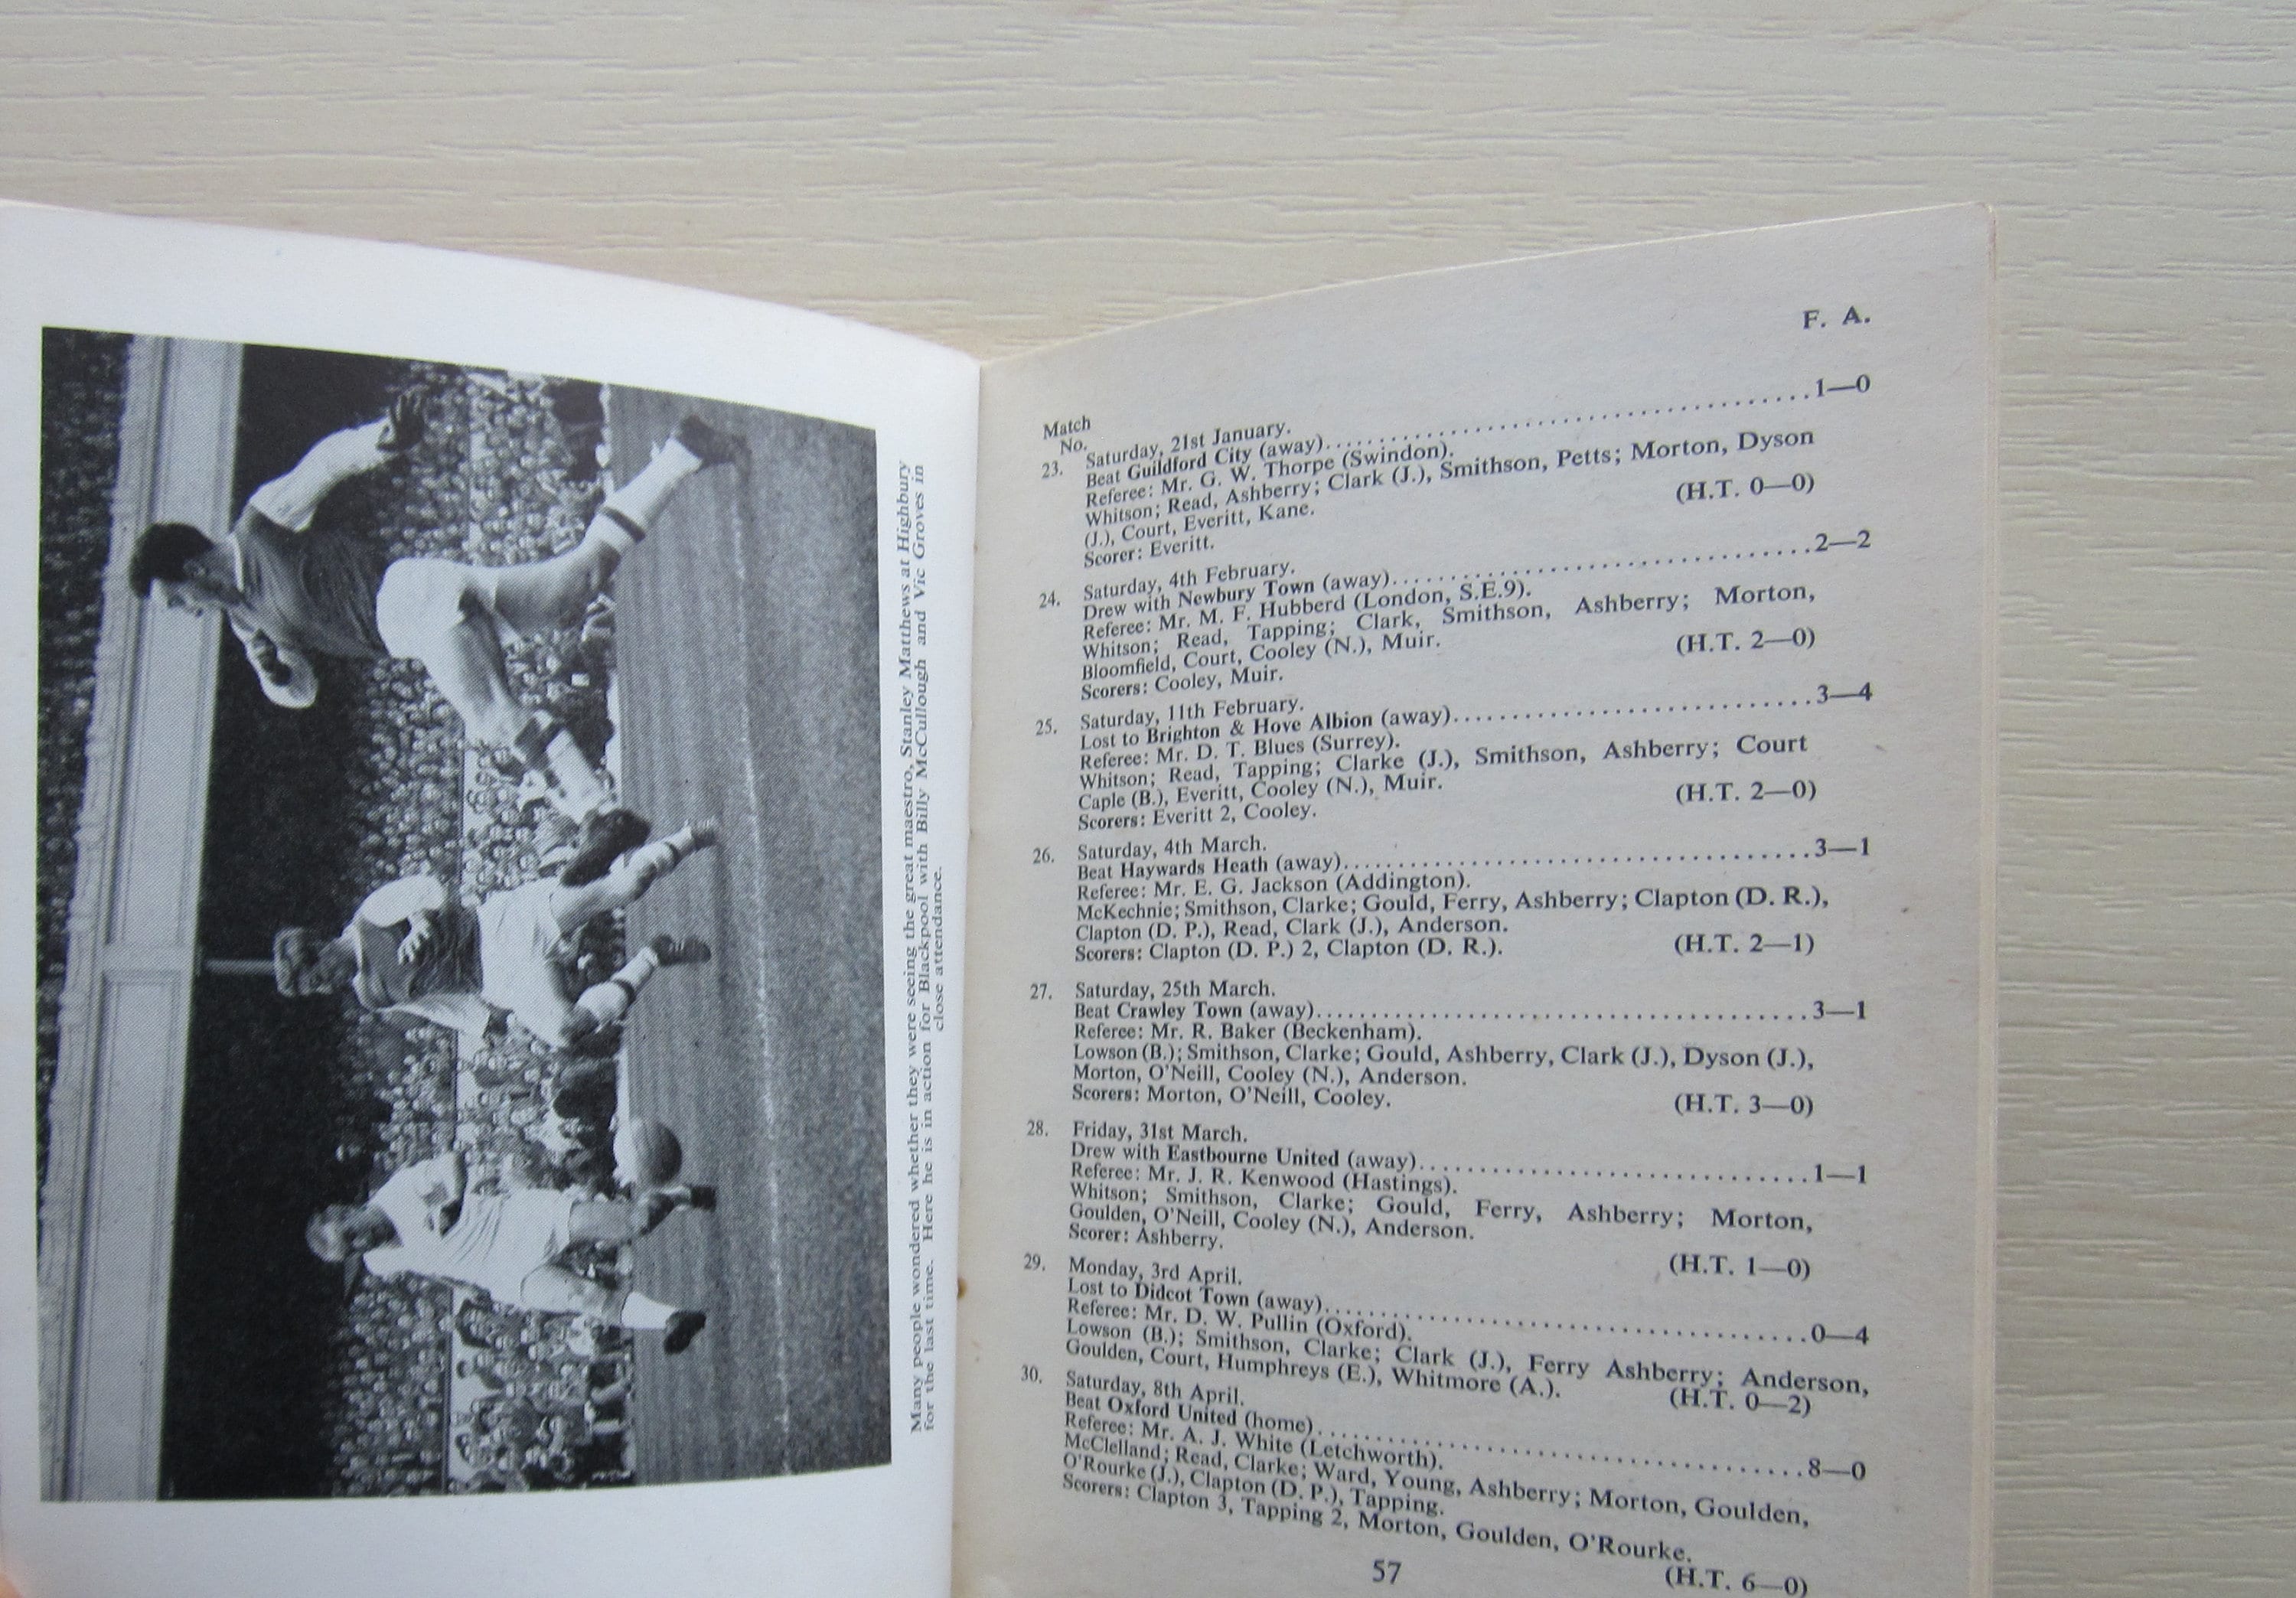 Many people wondered whether they were seeing the great maestro, Stanley Matthews at Highbury
for the last time. Here he is in action for Blackpool with Billy McCullough and Vic Groves in
close attendance.
F. A.
Match
No.
23. Saturday, 21st January.
Beat Guildford City (away)........................................1—0
Referee: Mr. G. W. Thorpe (Swindon).
Whitson; Read, Ashberry; Clark (J.), Smithson, Petts; Morton, Dyson
(J.), Court, Everitt, Kane.
Scorer: Everitt. (H.T. 0—0)
24. Saturday, 4th February.
Drew with Newbury Town (away)........................................2—2
Referee: Mr. M. F. Hubberd (London, S.E.9).
Whitson; Read, Tapping; Clark, Smithson, Ashberry; Morton,
Bloomfield, Court, Cooley (N.), Muir.
Scorers: Cooley, Muir. (H.T. 2—0)
25. Saturday, 11th February.
Lost to Brighton & Hove Albion (away)..............................3—4
Referee: Mr. D. T. Blues (Surrey).
Whitson; Read, Tapping; Clarke (J.), Smithson, Ashberry; Court
Caple (B.), Everitt, Cooley (N.), Muir.
Scorers: Everitt 2, Cooley. (H.T. 2—0)
26. Saturday, 4th March.
Beat Haywards Heath (away)........................................3—1
Referee: Mr. E. G. Jackson (Addington).
McKechnie; Smithson, Clarke; Gould, Ferry, Ashberry; Clapton (D. R.),
Clapton (D. P.), Read, Clark (J.), Anderson.
Scorers: Clapton (D. P.) 2, Clapton (D. R.). (H.T. 2—1)
27. Saturday, 25th March.
Beat Crawley Town (away)........................................3—1
Referee: Mr. R. Baker (Beckenham).
Lowson (B.); Smithson, Clarke; Gould, Ashberry, Clark (J.), Dyson (J.),
Morton, O'Neill, Cooley (N.), Anderson.
Scorers: Morton, O'Neill, Cooley. (H.T. 3—0)
28. Friday, 31st March.
Drew with Eastbourne United (away)..............................1—1
Referee: Mr. J. R. Kenwood (Hastings).
Whitson; Smithson, Clarke; Gould, Ferry, Ashberry; Morton,
Goulden, O'Neill, Cooley (N.), Anderson.
Scorer: Ashberry. (H.T. 1—0)
29. Monday, 3rd April.
Lost to Didcot Town (away)........................................0—4
Referee: Mr. D. W. Pullin (Oxford).
Lowson (B.); Smithson, Clarke; Clark (J.), Ferry Ashberry; Anderson,
Goulden, Court, Humphreys (E.), Whitmore (A.). (H.T. 0—2)
30. Saturday, 8th April.
Beat Oxford United (home)........................................8—0
Referee: Mr. A. J. White (Letchworth).
McClelland; Read, Clarke; Ward, Young, Ashberry; Morton, Goulden,
O'Rourke (J.), Clapton (D. P.), Tapping.
Scorers: Clapton 3, Tapping 2, Morton, Goulden, O'Rourke.
(H.T. 6—0)
57